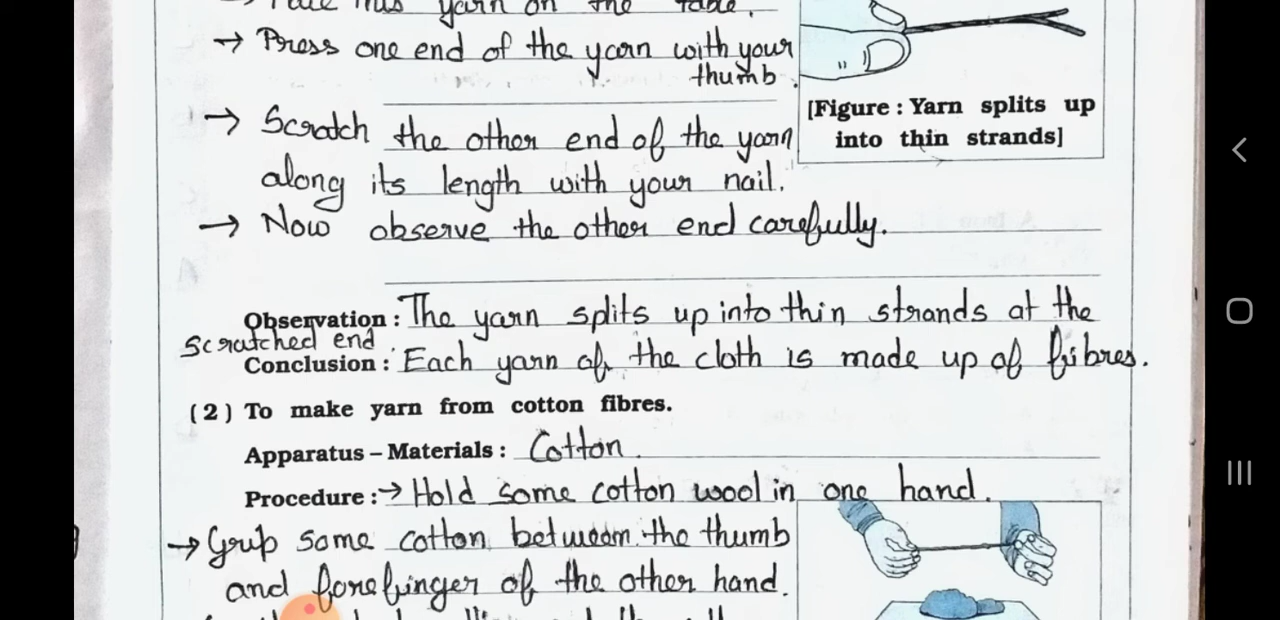 yarn on the table.
→ Press one end of the yarn with your
thumb.
[Figure : Yarn splits up
into thin strands]
→ Scratch the other end of the yarn
along its length with your nail.
→ Now observe the other end carefully.
Observation : The yarn splits up into thin strands at the
scratched end.
Conclusion : Each yarn of the cloth is made up of fibres.
(2) To make yarn from cotton fibres.
Apparatus – Materials : Cotton.
Procedure : → Hold some cotton wool in one hand.
→ Grip some cotton between the thumb
and forefinger of the other hand.